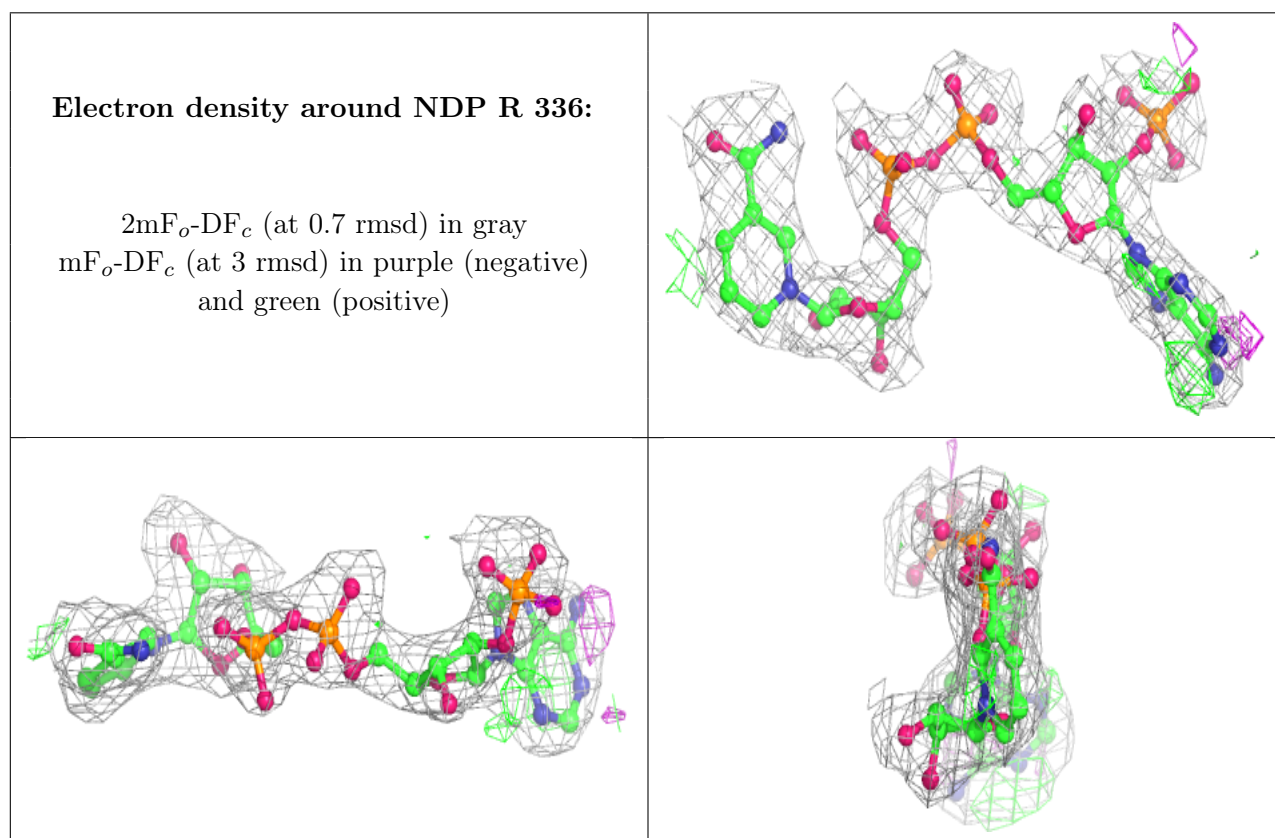 Electron density around NDP R 336:
2mFₒ-DF𝒸 (at 0.7 rmsd) in gray
mFₒ-DF𝒸 (at 3 rmsd) in purple (negative)
and green (positive)